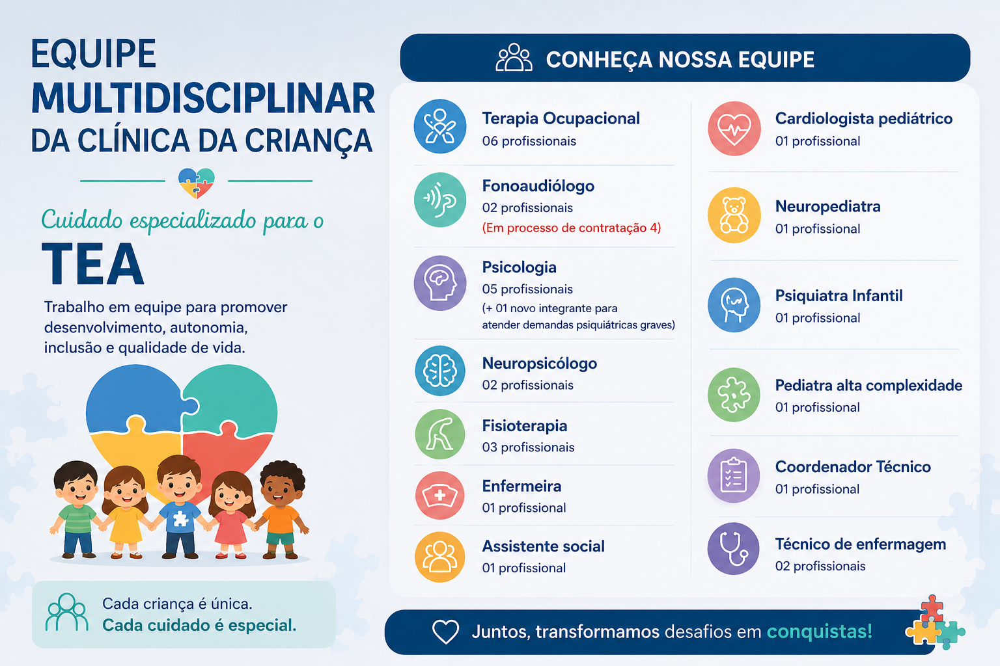 EQUIPE
MULTIDISCIPLINAR
DA CLÍNICA DA CRIANÇA
Cuidado especializado para o
TEA
Trabalho em equipe para promover
desenvolvimento, autonomia,
inclusão e qualidade de vida.
Cada criança é única.
Cada cuidado é especial.
CONHEÇA NOSSA EQUIPE
Terapia Ocupacional
06 profissionais
Fonoaudiólogo
02 profissionais
(Em processo de contratação 4)
Psicologia
05 profissionais
(+ 01 novo integrante para
atender demandas psiquiátricas graves)
Neuropsicólogo
02 profissionais
Fisioterapia
03 profissionais
Enfermeira
01 profissional
Assistente social
01 profissional
Cardiologista pediátrico
01 profissional
Neuropediatra
01 profissional
Psiquiatra Infantil
01 profissional
Pediatra alta complexidade
01 profissional
Coordenador Técnico
01 profissional
Técnico de enfermagem
02 profissionais
Juntos, transformamos desafios em conquistas!